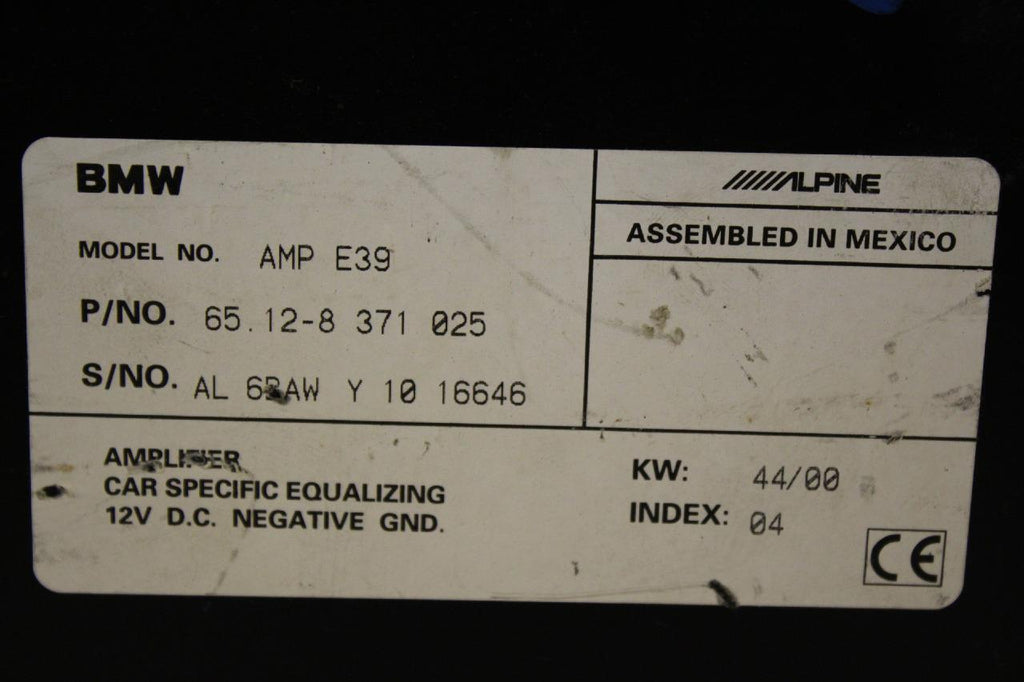 BMW
MODEL NO. AMP E39
P/NO. 65.12-8 371 025
S/NO. AL Y 10 16646
ALPINE
ASSEMBLED IN MEXICO
AMPLIFIER
CAR SPECIFIC EQUALIZING
12V D.C. NEGATIVE GND.
KW: 44/00
INDEX: 04
CE